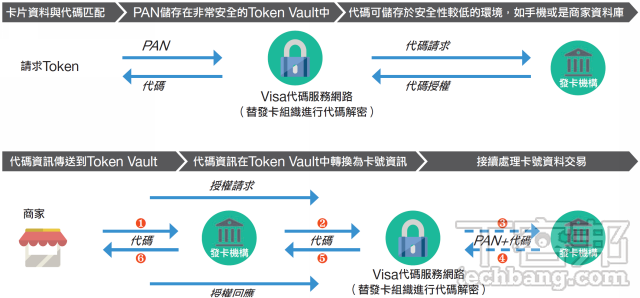 卡片資料與代碼匹配
PAN儲存在非常安全的Token Vault中
代碼可儲存於安全性較低的環境，如手機或是商家資料庫
請求Token
PAN
代碼
代碼請求
代碼授權
發卡機構
Visa代碼服務網路
（替發卡組織進行代碼解密）
代碼資訊傳送到Token Vault
代碼資訊在Token Vault中轉換為卡號資訊
接續處理卡號資料交易
授權請求
商家
❶
代碼
❻
發卡機構
❷
代碼
❺
❸
PAN+代碼
❹
發卡機構
Visa代碼服務網路
（替發卡組織進行代碼解密）
授權回應
techbang.com